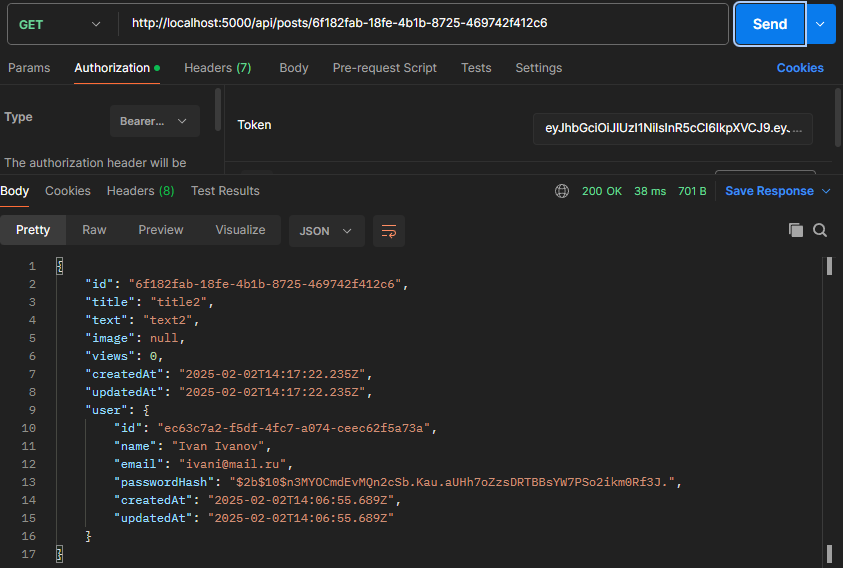 GET http://localhost:5000/api/posts/6f182fab-18fe-4b1b-8725-469742f412c6 Send
Params Authorization Headers (7) Body Pre-request Script Tests Settings Cookies
Type Bearer... Token eyJhbGciOiJIUzI1NiIsInR5cCI6IkpXVCJ9.ey. ...
The authorization header will be
Body Cookies Headers (8) Test Results 200 OK 38 ms 701 B Save Response
Pretty Raw Preview Visualize JSON
1 {
2 "id": "6f182fab-18fe-4b1b-8725-469742f412c6",
3 "title": "title2",
4 "text": "text2",
5 "image": null,
6 "views": 0,
7 "createdAt": "2025-02-02T14:17:22.235Z",
8 "updatedAt": "2025-02-02T14:17:22.235Z",
9 "user": {
10 "id": "ec63c7a2-f5df-4fc7-a074-ceec62f5a73a",
11 "name": "Ivan Ivanov",
12 "email": "ivani@mail.ru",
13 "passwordHash": "$2b$10$n3MYOCmdEvMQn2cSb.Kau.aUHh7oZzsDRTBBsYW7PSo2ikm0Rf3J.",
14 "createdAt": "2025-02-02T14:06:55.689Z",
15 "updatedAt": "2025-02-02T14:06:55.689Z"
16 }
17 }